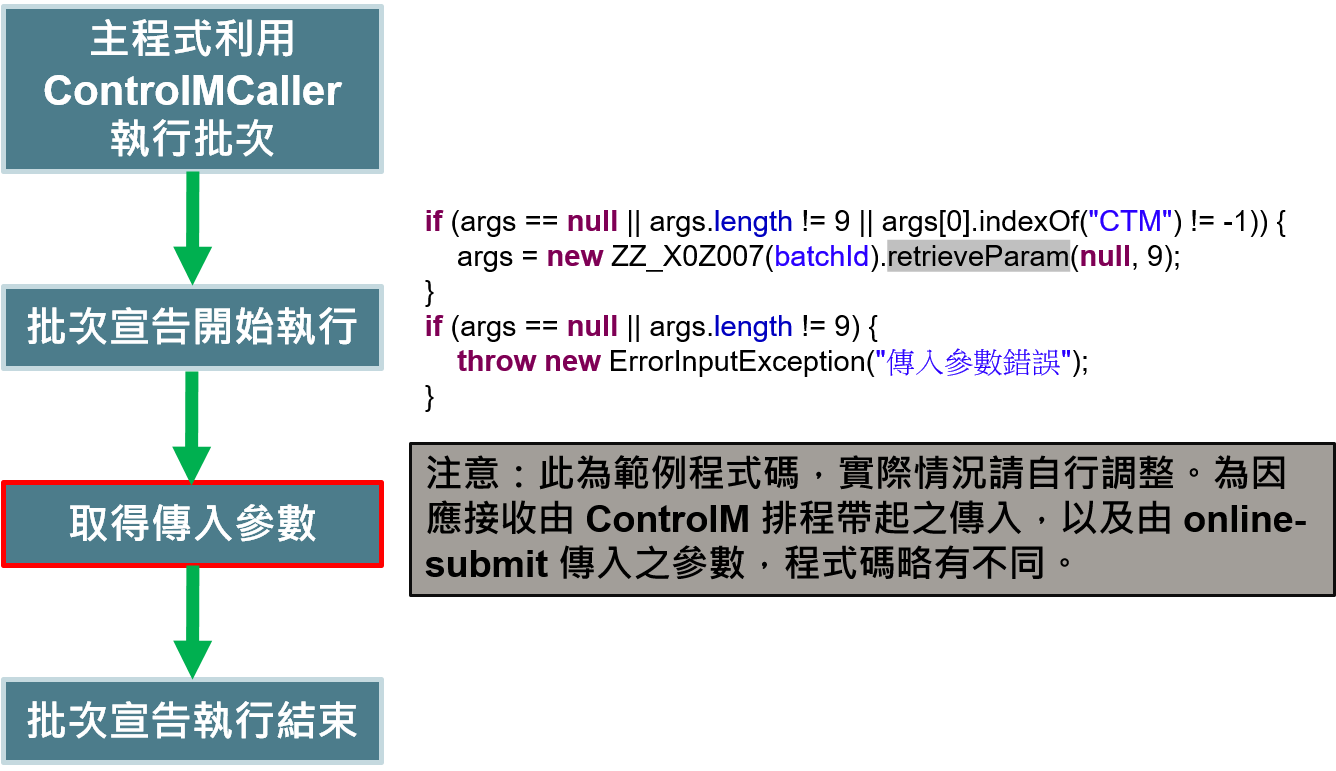 主程式利用
ControlMCaller
執行批次
批次宣告開始執行
取得傳入參數
批次宣告執行結束
if (args == null || args.length != 9 || args[0].indexOf("CTM") != -1)) {
args = new ZZ_X0Z007(batchId).retrieveParam(null, 9);
}
if (args == null || args.length != 9) {
throw new ErrorInputException("傳入參數錯誤");
}
注意：此為範例程式碼，實際情況請自行調整。為因
應接收由 ControlM 排程帶起之傳入，以及由 online-
submit 傳入之參數，程式碼略有不同。